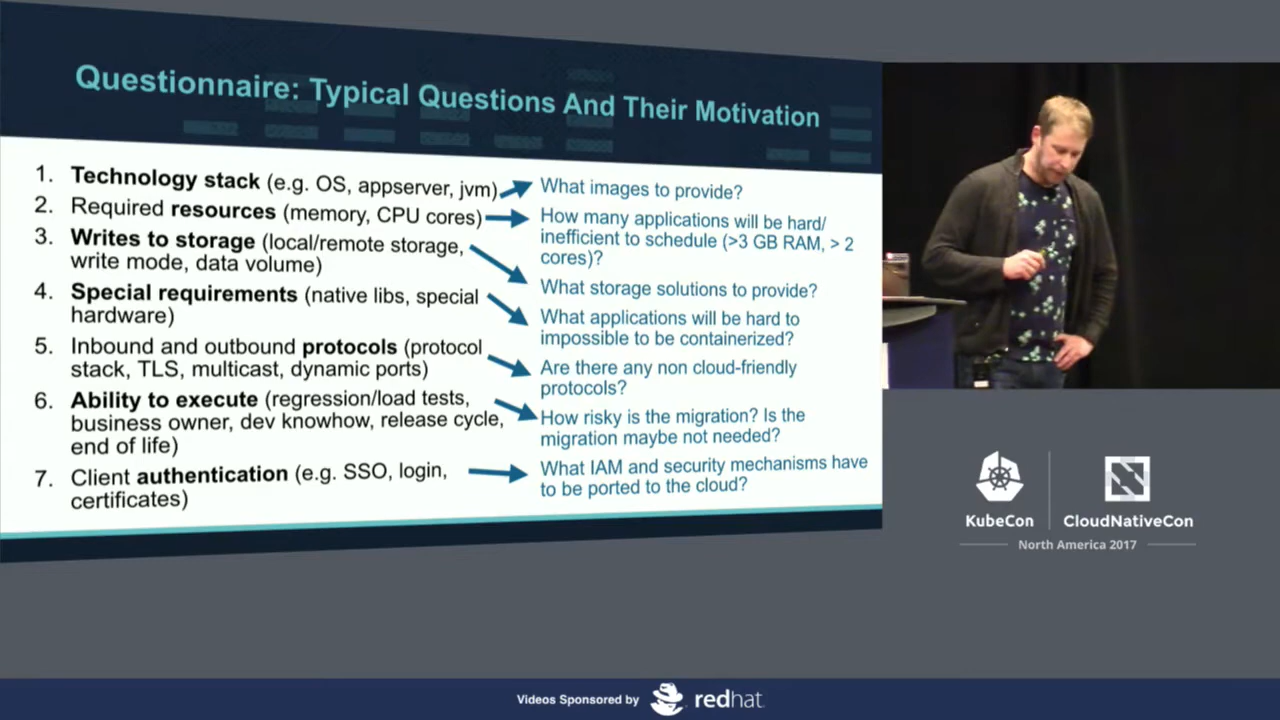 Questionnaire: Typical Questions And Their Motivation
1. Technology stack (e.g. OS, appserver, jvm)
2. Required resources (memory, CPU cores)
3. Writes to storage (local/remote storage,
write mode, data volume)
4. Special requirements (native libs, special
hardware)
5. Inbound and outbound protocols (protocol
stack, TLS, multicast, dynamic ports)
6. Ability to execute (regression/load tests,
business owner, dev knowhow, release cycle,
end of life)
7. Client authentication (e.g. SSO, login,
certificates)
What images to provide?
How many applications will be hard/
inefficient to schedule (>3 GB RAM, > 2
cores)?
What storage solutions to provide?
What applications will be hard to
impossible to be containerized?
Are there any non cloud-friendly
protocols?
How risky is the migration? Is the
migration maybe not needed?
What IAM and security mechanisms have
to be ported to the cloud?
KubeCon
CloudNativeCon
North America 2017
Videos Sponsored by
redhat